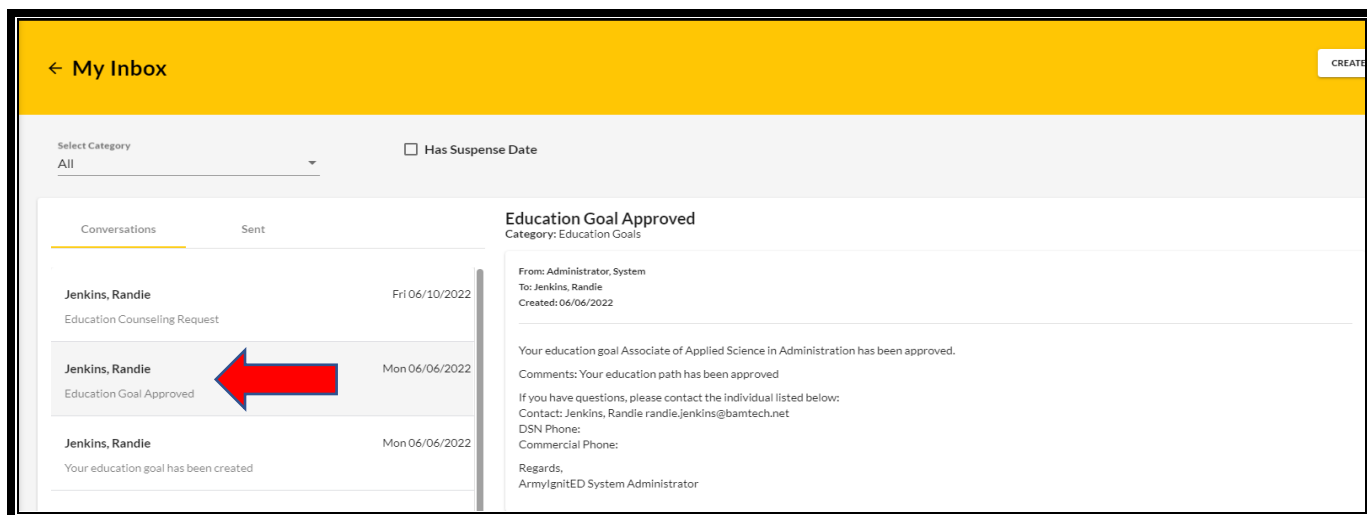 ← My Inbox
CREATE
Select Category
All
Has Suspense Date
Conversations
Sent
Jenkins, Randie
Fri 06/10/2022
Education Counseling Request
Jenkins, Randie
Mon 06/06/2022
Education Goal Approved
Jenkins, Randie
Mon 06/06/2022
Your education goal has been created
Education Goal Approved
Category: Education Goals
From: Administrator, System
To: Jenkins, Randie
Created: 06/06/2022
Your education goal Associate of Applied Science in Administration has been approved.
Comments: Your education path has been approved
If you have questions, please contact the individual listed below:
Contact: Jenkins, Randie randie.jenkins@bamtech.net
DSN Phone:
Commercial Phone:
Regards,
ArmyIgnitED System Administrator